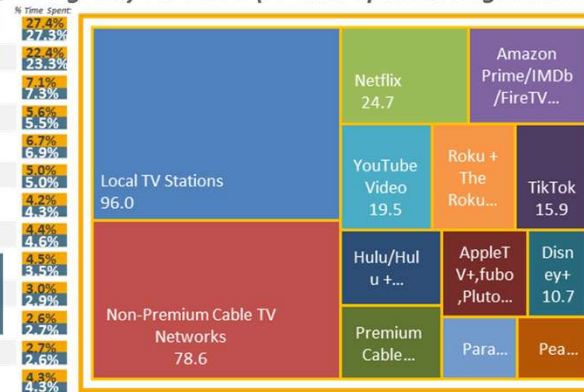 % Time Spent:
27.4%
27.3%
22.4%
23.3%
7.1%
7.3%
5.6%
5.5%
6.7%
6.9%
5.0%
5.0%
4.2%
4.3%
4.4%
4.6%
4.5%
3.5%
3.0%
2.9%
2.6%
2.7%
2.7%
2.6%
4.3%
4.3%
Local TV Stations
96.0
Non-Premium Cable TV
Networks
78.6
Netflix
24.7
Amazon
Prime/IMDb
/FireTV...
YouTube
Video
19.5
Roku +
The
Roku...
TikTok
15.9
Hulu/Hul
u +...
AppleT
V+,fubo
,Pluto...
Disn
ey+
10.7
Premium
Cable...
Para...
Pea...